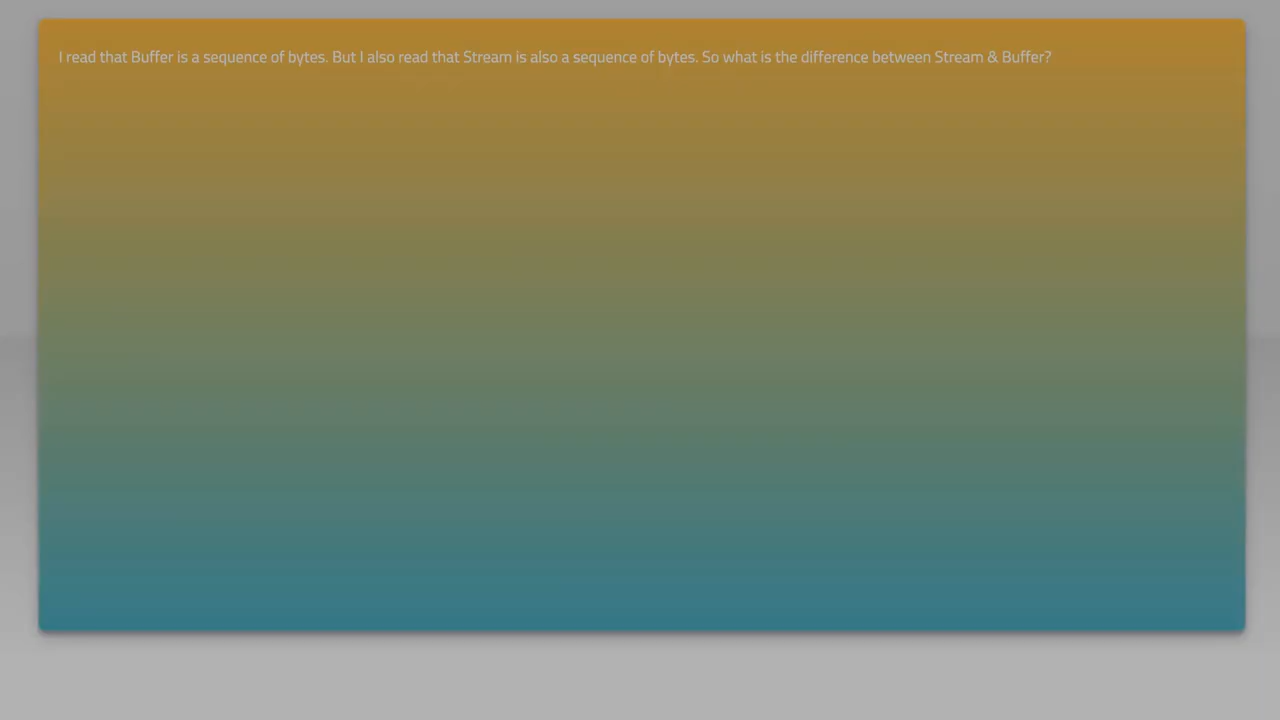 I read that Buffer is a sequence of bytes. But I also read that Stream is also a sequence of bytes. So what is the difference between Stream & Buffer?